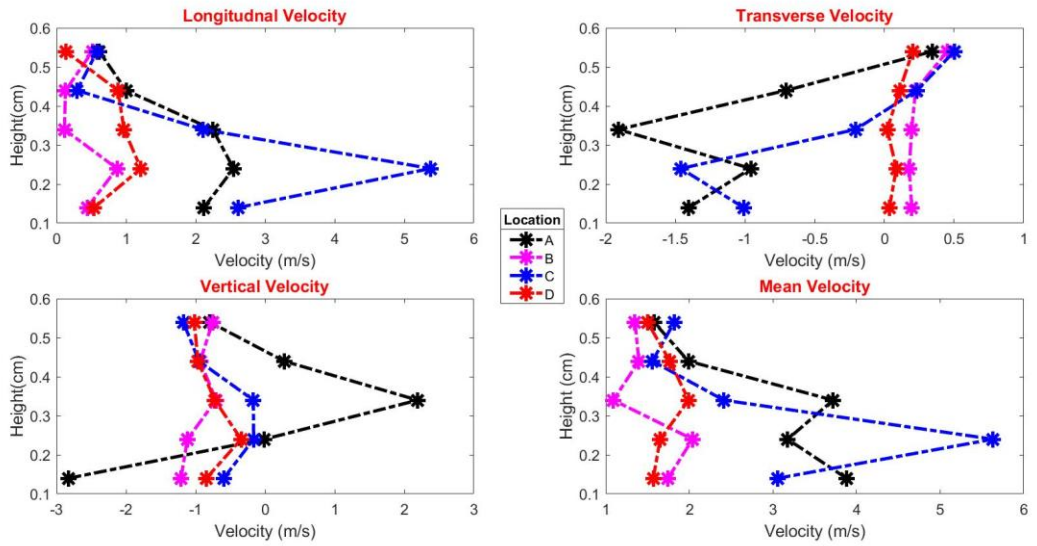 Longitudnal Velocity
0.6
0.5
0.4
0.3
0.2
0.1
Height(cm)
0 1 2 3 4 5 6
Velocity (m/s)
Transverse Velocity
0.6
0.5
0.4
0.3
0.2
0.1
Height(cm)
-2 -1.5 -1 -0.5 0 0.5 1
Velocity (m/s)
Location
A
B
C
D
Vertical Velocity
0.6
0.5
0.4
0.3
0.2
0.1
Height(cm)
-3 -2 -1 0 1 2 3
Velocity (m/s)
Mean Velocity
0.6
0.5
0.4
0.3
0.2
0.1
Height (cm)
1 2 3 4 5 6
Velocity (m/s)